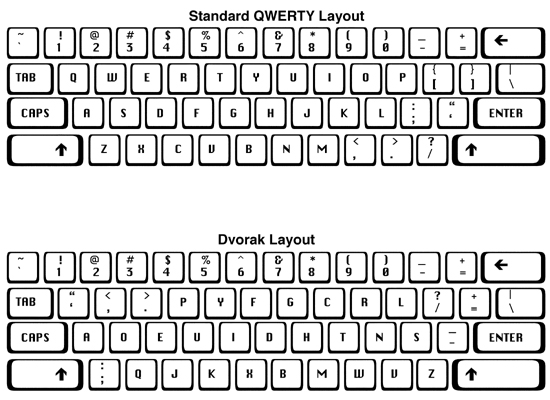 Standard QWERTY Layout
~ ! @ # $ % ^ & * ( ) _ +
` 1 2 3 4 5 6 7 8 9 0 - = ←
TAB Q W E R T Y U I O P { [ } ] | \
CAPS A S D F G H J K L : ; “ ‘ ENTER
↑ Z X C V B N M < , > . ? / ↑
Dvorak Layout
~ ! @ # $ % ^ & * ( ) _ +
` 1 2 3 4 5 6 7 8 9 0 - = ←
TAB “ ‘ < , > . P Y F G C R L ? / + = | \
CAPS A O E U I D H T N S _ - ENTER
↑ : ; Q J K X B M W V Z ↑